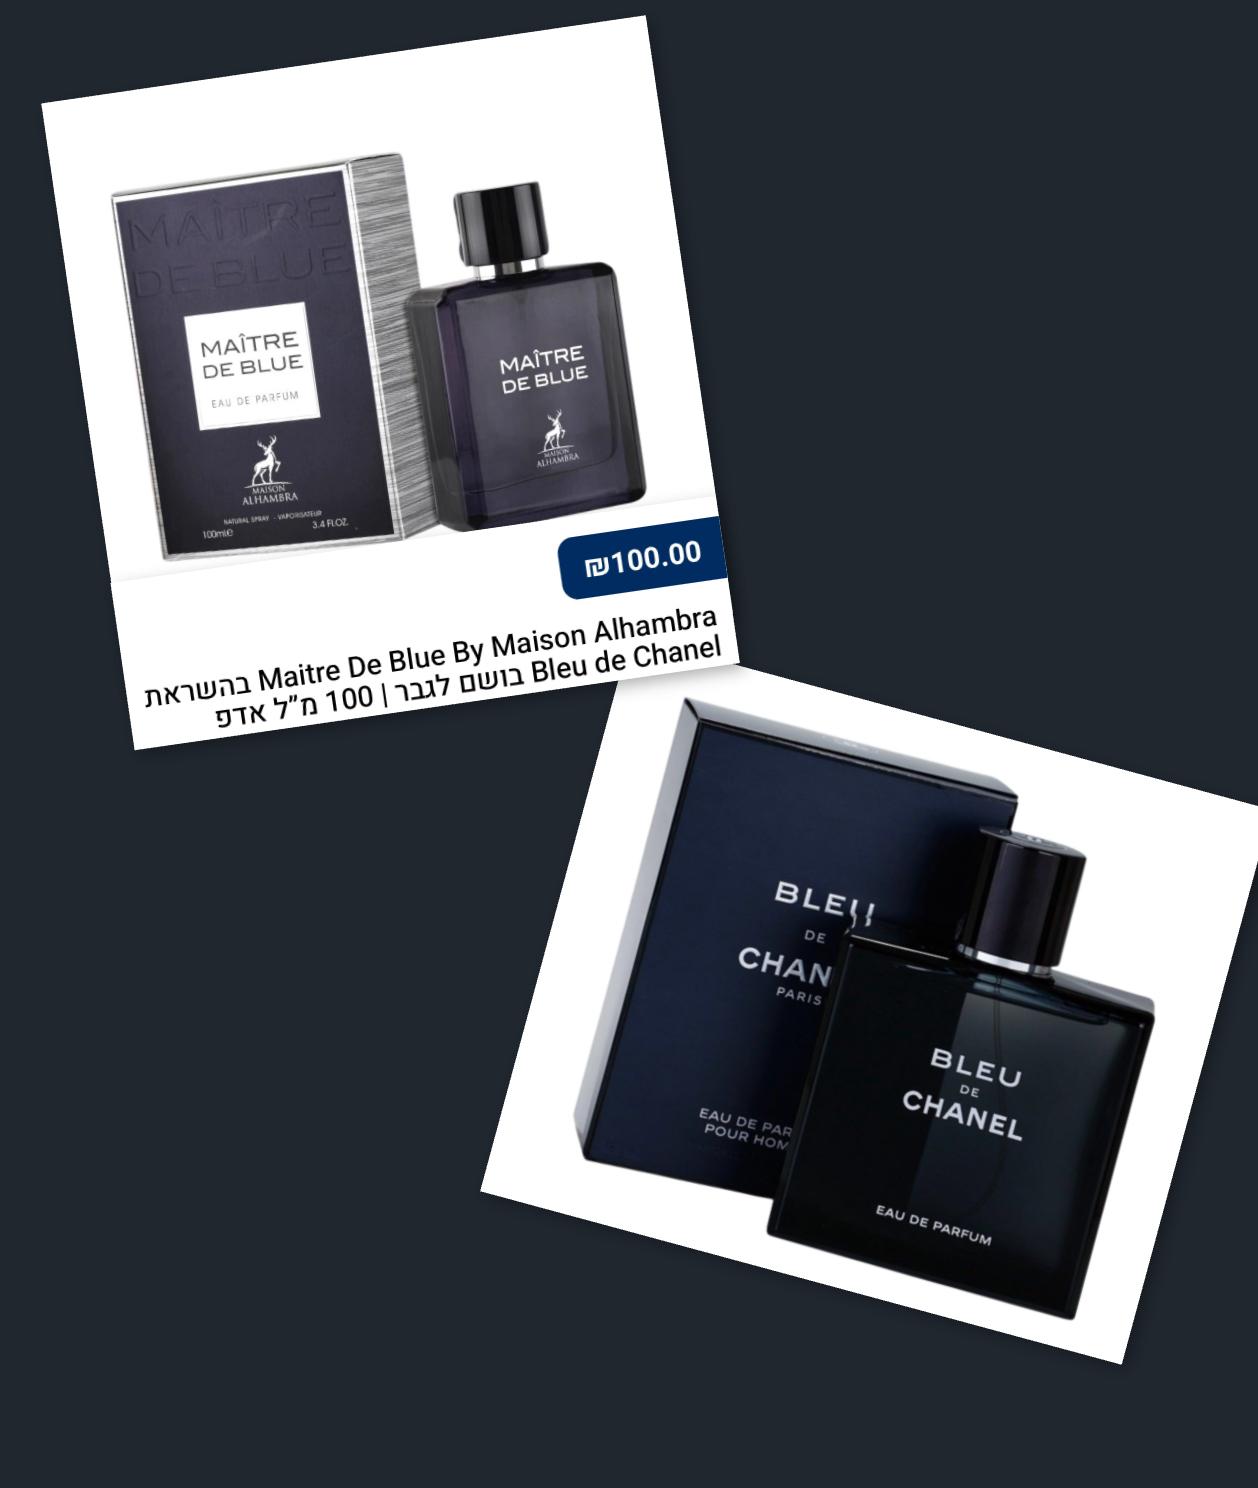 MAÎTRE
DE BLUE
MAÎTRE
DE BLUE
EAU DE PARFUM
MAISON
ALHAMBRA
NATURAL SPRAY - VAPORISATEUR
100ml℮ 3.4 FL.OZ.
MAÎTRE
DE BLUE
MAISON
ALHAMBRA
₪100.00
Maitre De Blue By Maison Alhambra בהשראת
Bleu de Chanel בושם לגבר | 100 מ״ל אדפ
BLEU
DE
CHAN
PARIS
EAU DE PAR
POUR HOM
BLEU
DE
CHANEL
EAU DE PARFUM